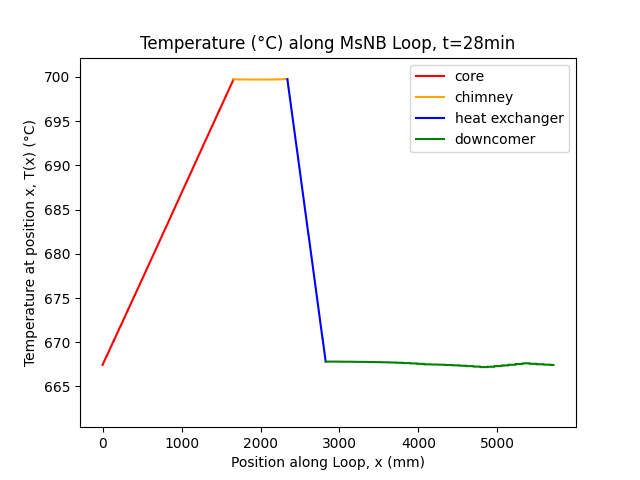 Temperature (°C) along MsNB Loop, t=28min
Temperature at position x, T(x) (°C)
700
695
690
685
680
675
670
665
core
chimney
heat exchanger
downcomer
0
1000
2000
3000
4000
5000
Position along Loop, x (mm)